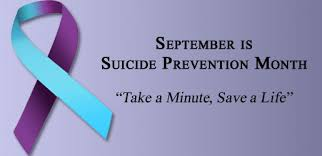 September is
Suicide Prevention Month
“Take a Minute, Save a Life”